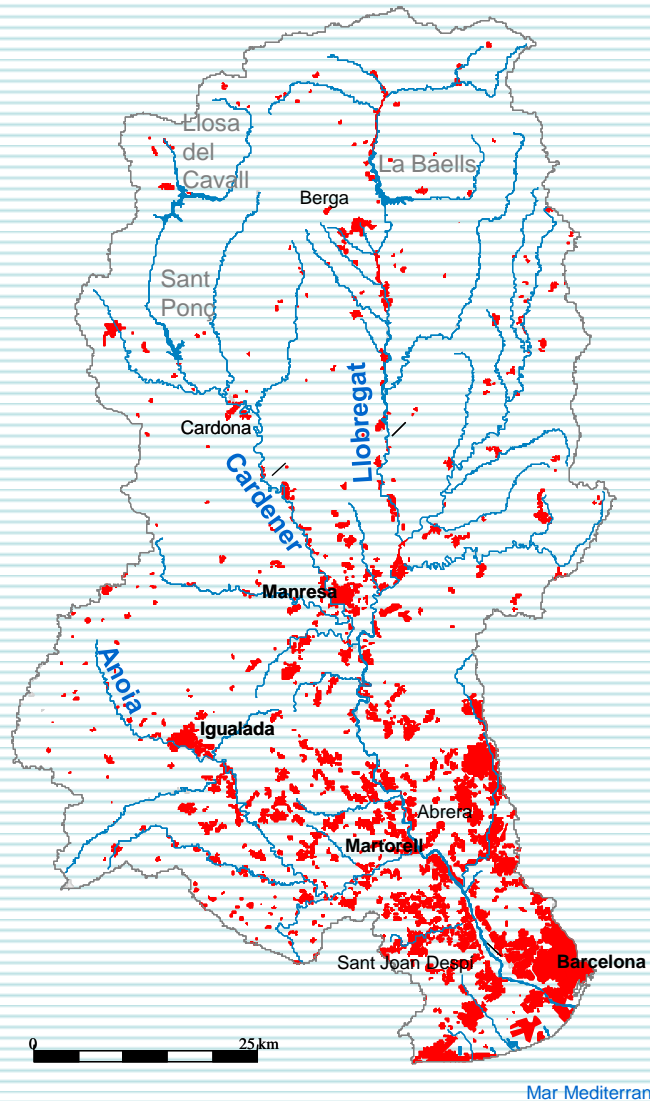 Llosa
del
Cavall
La Baells
Berga
Sant
Ponç
Llobregat
Cardona
Cardener
Manresa
Anoia
Igualada
Abrera
Martorell
Sant Joan Despí
Barcelona
0 25 km
Mar Mediterran